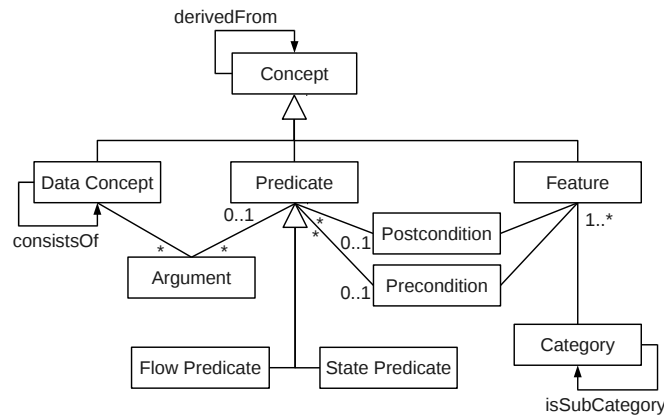 derivedFrom
Concept
Data Concept
Predicate
Feature
consistsOf
0..1
*
*
*
*
0..1
Postcondition
1..*
Argument
0..1
Precondition
Flow Predicate
State Predicate
Category
isSubCategory